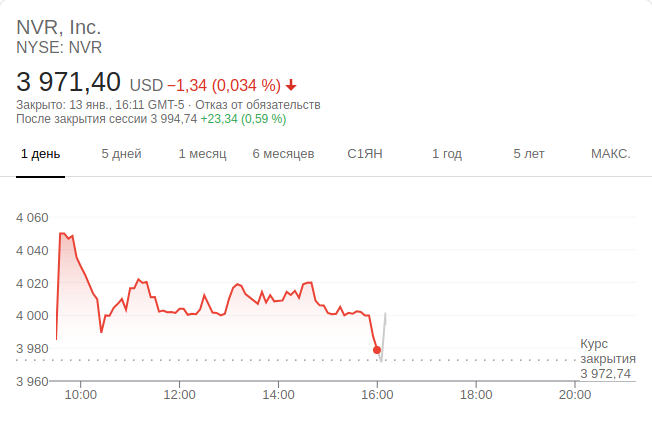 NVR, Inc.
NYSE: NVR
3 971,40 USD −1,34 (0,034 %)
Закрыто: 13 янв., 16:11 GMT-5 · Отказ от обязательств
После закрытия сессии 3 994,74 +23,34 (0,59 %)
1 день 5 дней 1 месяц 6 месяцев С1ЯН 1 год 5 лет МАКС.
4 060
4 040
4 020
4 000
3 980
3 960
Курс
закрытия
3 972,74
10:00 12:00 14:00 16:00 18:00 20:00